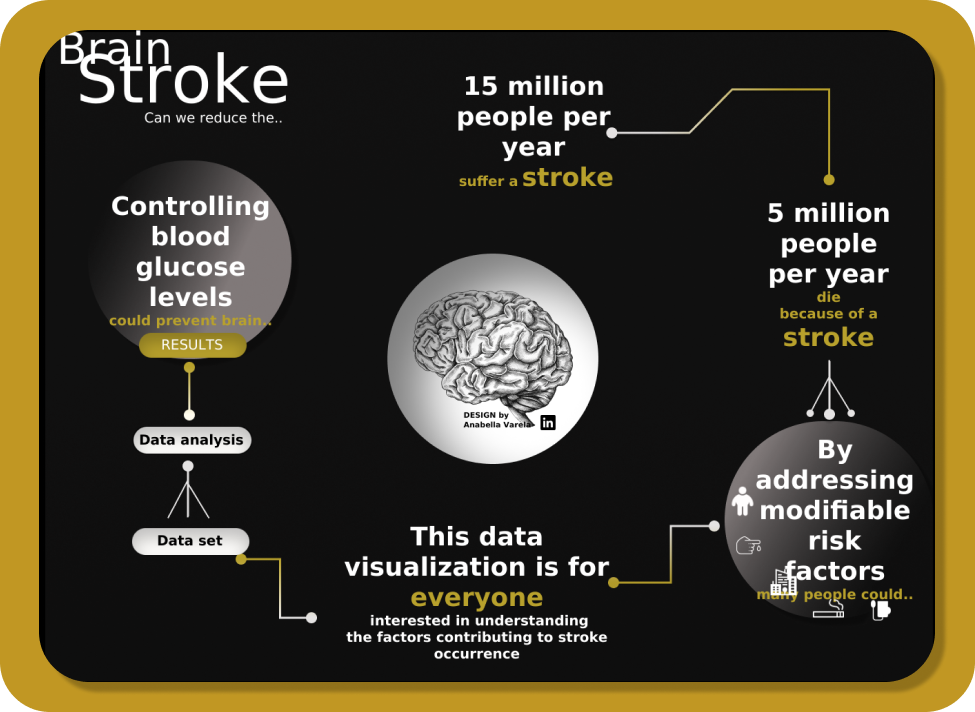 Brain
Stroke
Can we reduce the..
15 million
people per
year
suffer a stroke
5 million
people
per year
die
because of a
stroke
By
addressing
modifiable
risk
factors
many people could..
This data
visualization is for
everyone
interested in understanding
the factors contributing to stroke
occurrence
Data set
Data analysis
Controlling
blood
glucose
levels
could prevent brain..
RESULTS
DESIGN by
Anabella Varela
in